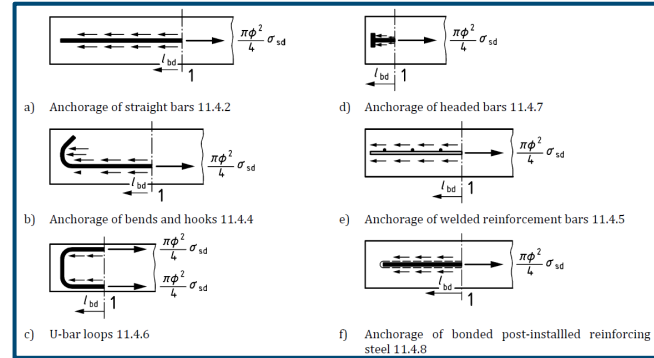 πϕ²/4 σsd
lbd
1
a) Anchorage of straight bars 11.4.2
πϕ²/4 σsd
lbd
1
b) Anchorage of bends and hooks 11.4.4
πϕ²/4 σsd
πϕ²/4 σsd
lbd
1
c) U-bar loops 11.4.6
πϕ²/4 σsd
lbd
1
d) Anchorage of headed bars 11.4.7
πϕ²/4 σsd
lbd
1
e) Anchorage of welded reinforcement bars 11.4.5
πϕ²/4 σsd
lbd
1
f) Anchorage of bonded post-installled reinforcing
steel 11.4.8